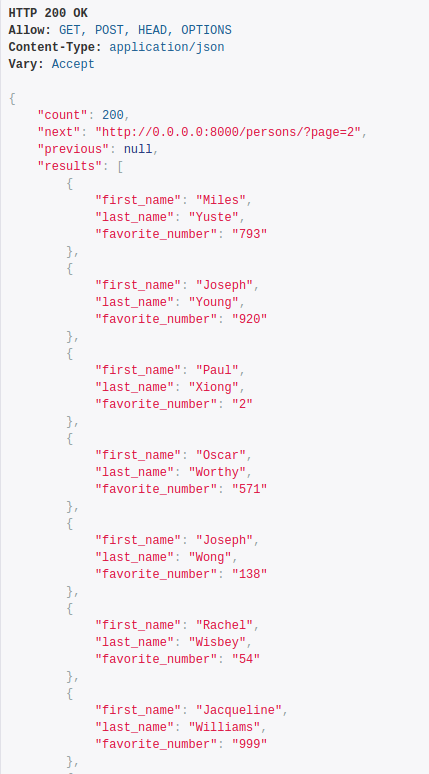 HTTP 200 OK
Allow: GET, POST, HEAD, OPTIONS
Content-Type: application/json
Vary: Accept
{
"count": 200,
"next": "http://0.0.0.0:8000/persons/?page=2",
"previous": null,
"results": [
{
"first_name": "Miles",
"last_name": "Yuste",
"favorite_number": "793"
},
{
"first_name": "Joseph",
"last_name": "Young",
"favorite_number": "920"
},
{
"first_name": "Paul",
"last_name": "Xiong",
"favorite_number": "2"
},
{
"first_name": "Oscar",
"last_name": "Worthy",
"favorite_number": "571"
},
{
"first_name": "Joseph",
"last_name": "Wong",
"favorite_number": "138"
},
{
"first_name": "Rachel",
"last_name": "Wisbey",
"favorite_number": "54"
},
{
"first_name": "Jacqueline",
"last_name": "Williams",
"favorite_number": "999"
},